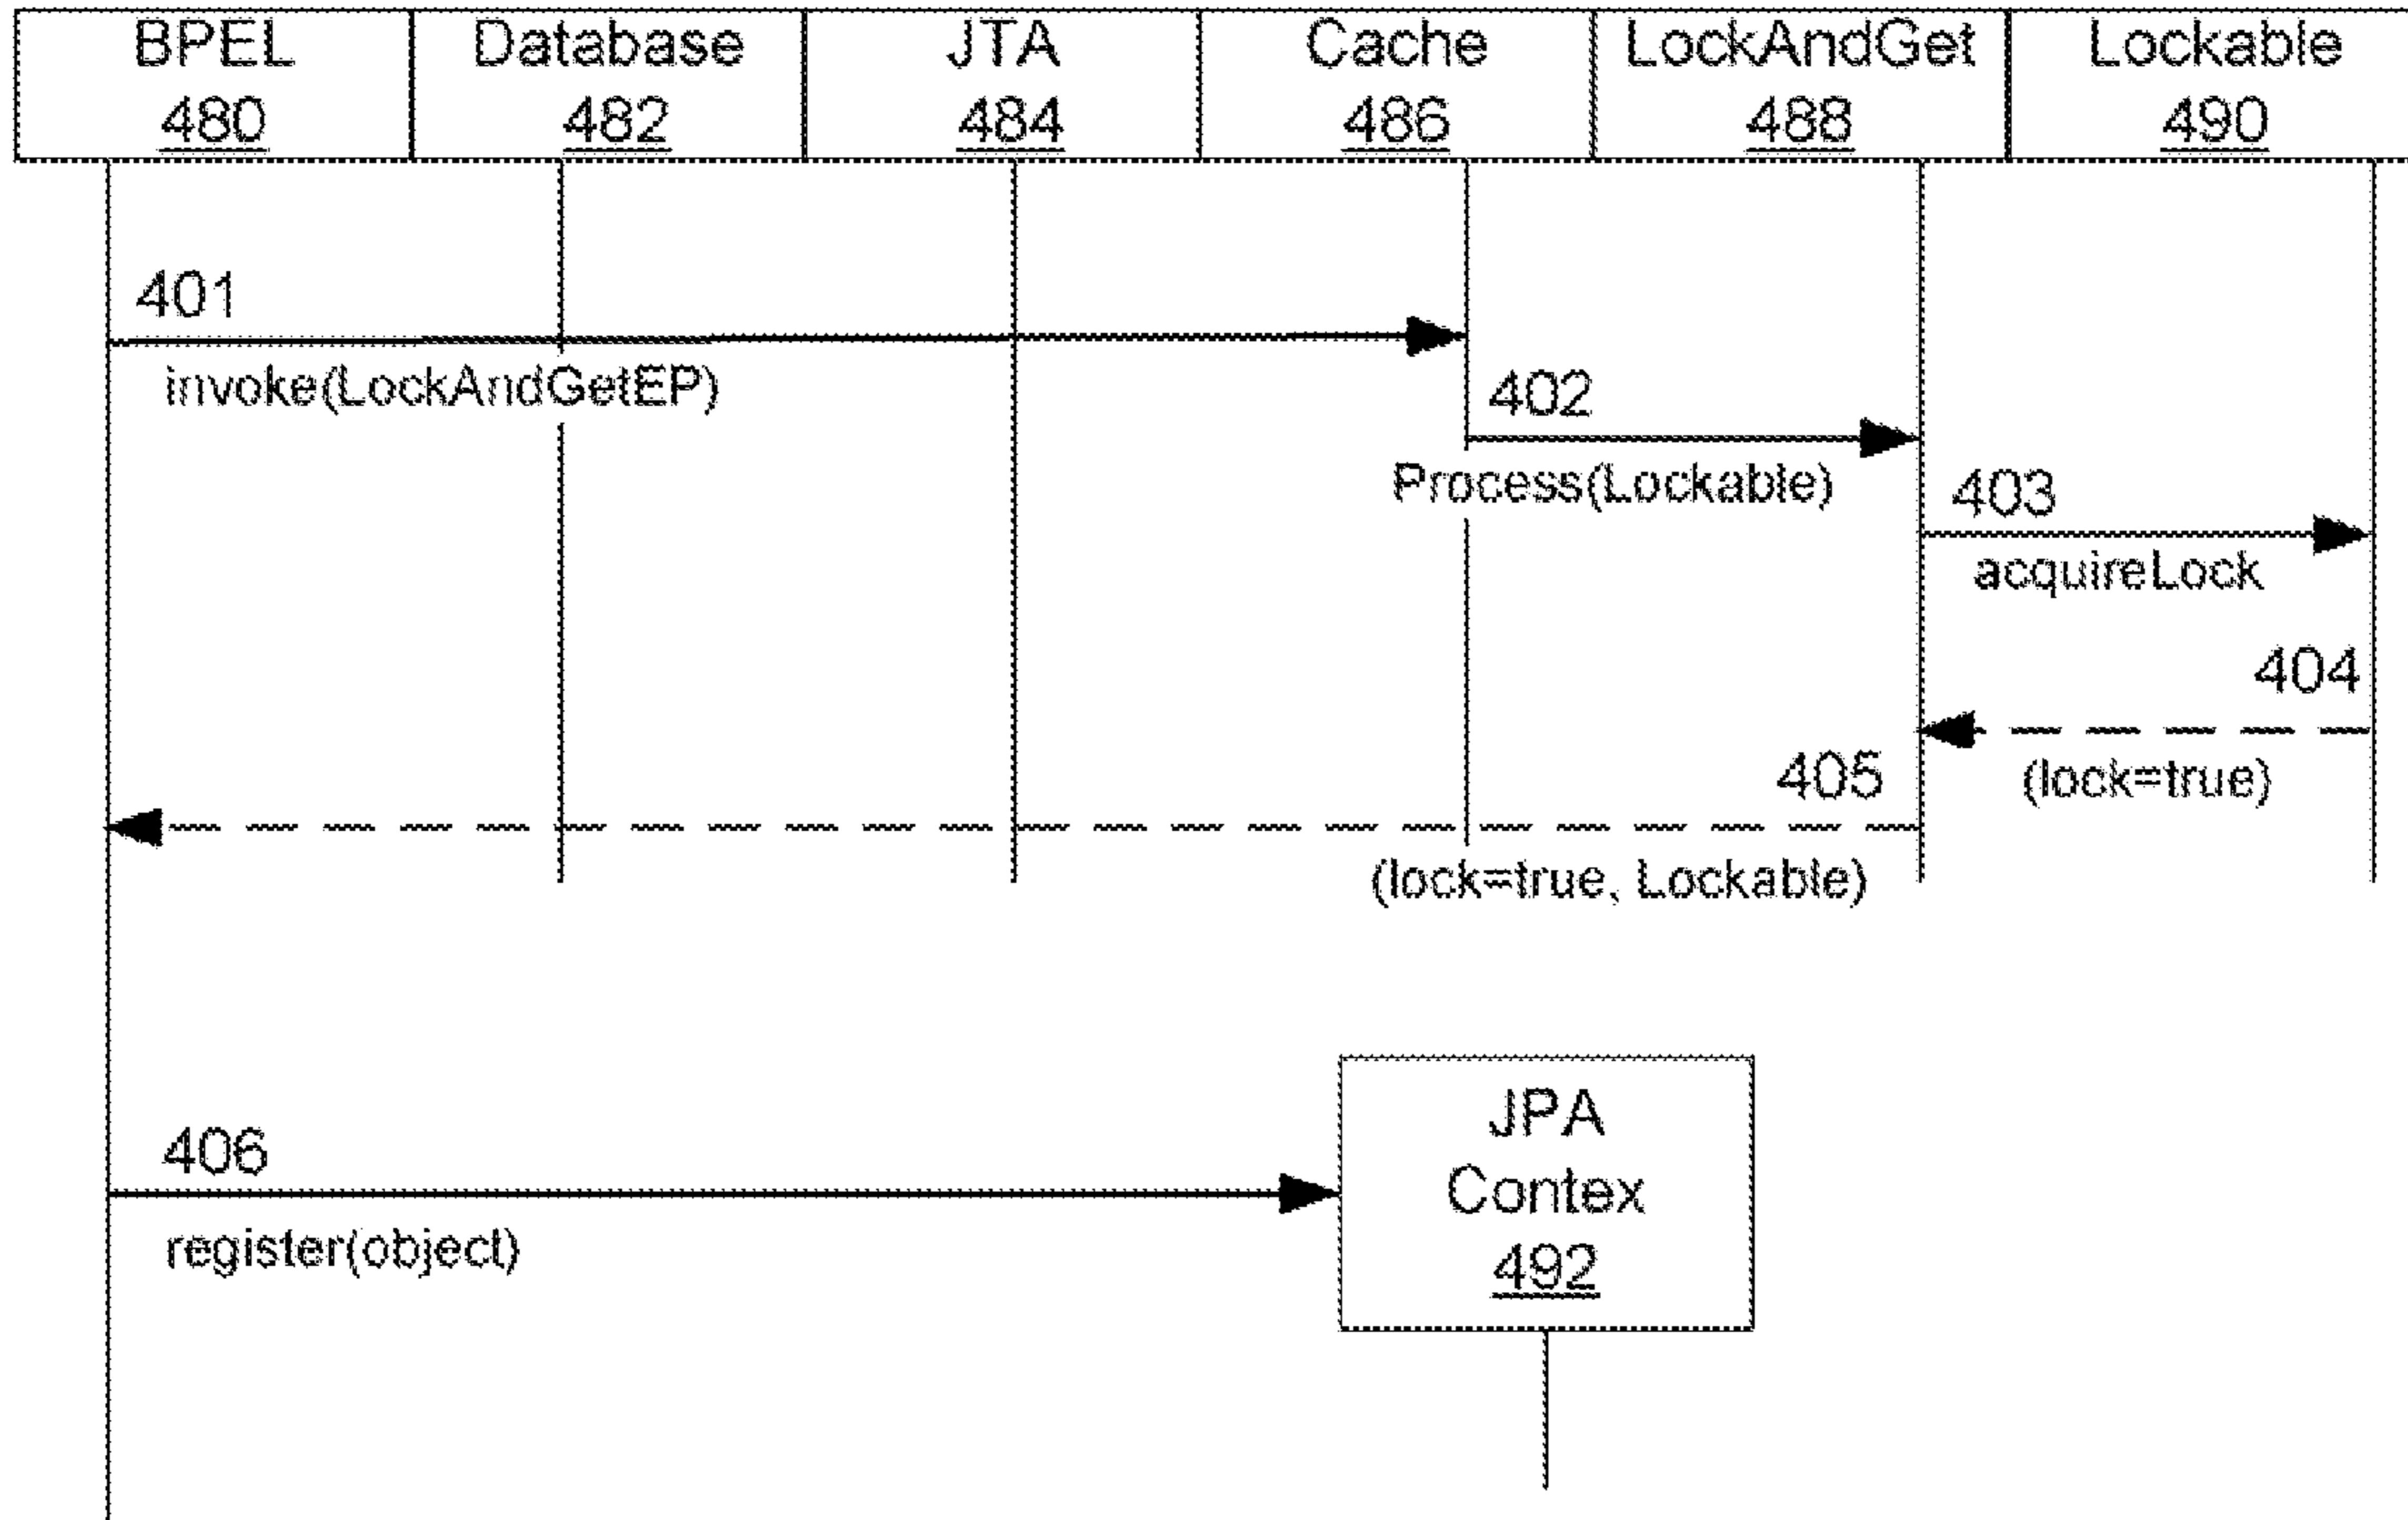 BPEL
480
Database
482
JTA
484
Cache
486
LockAndGet
488
Lockable
490
401
invoke(LockAndGetEP)
402
Process(Lockable)
403
acquireLock
404
(lock=true)
405
(lock=true, Lockable)
JPA
Contex
492
406
register(object)